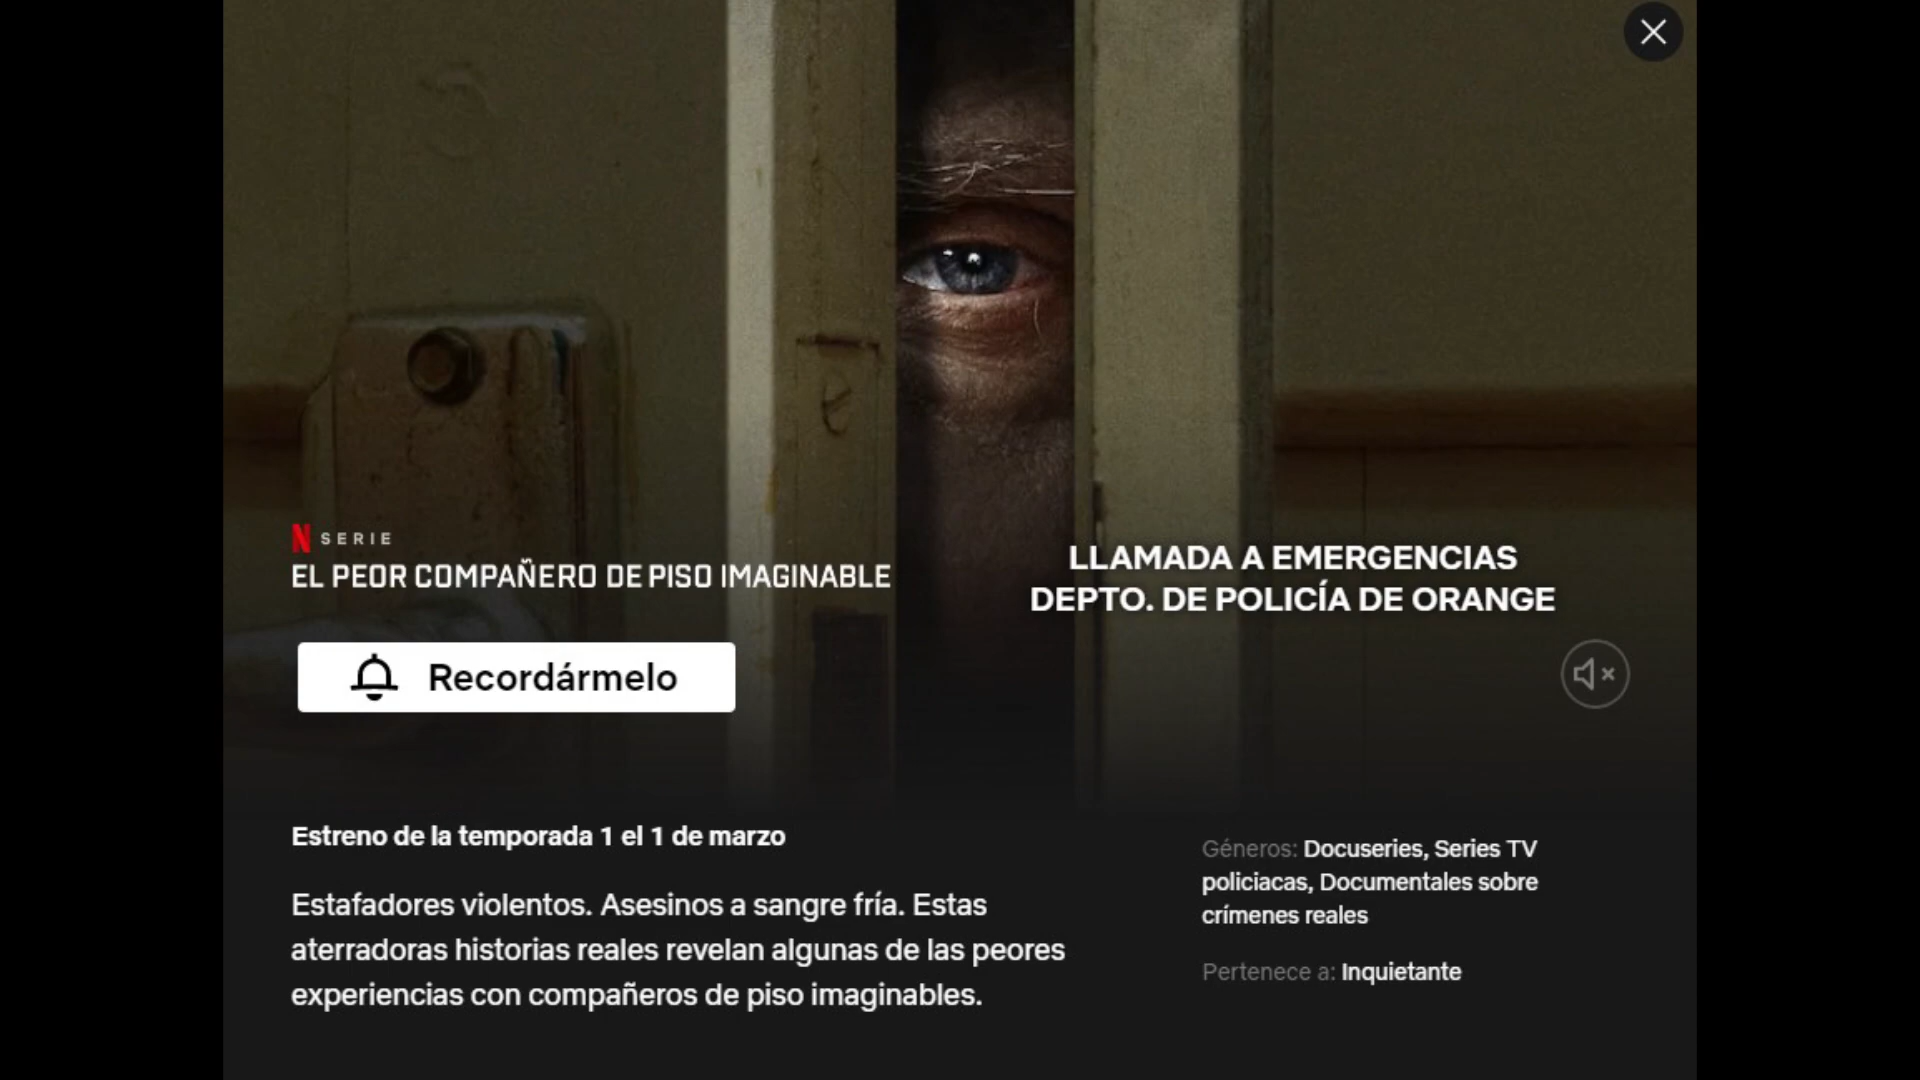 N SERIE
EL PEOR COMPAÑERO DE PISO IMAGINABLE
LLAMADA A EMERGENCIAS
DEPTO. DE POLICÍA DE ORANGE
Recordármelo
Estreno de la temporada 1 el 1 de marzo
Estafadores violentos. Asesinos a sangre fría. Estas
aterradoras historias reales revelan algunas de las peores
experiencias con compañeros de piso imaginables.
Géneros: Docuseries, Series TV
policiacas, Documentales sobre
crímenes reales
Pertenece a: Inquietante